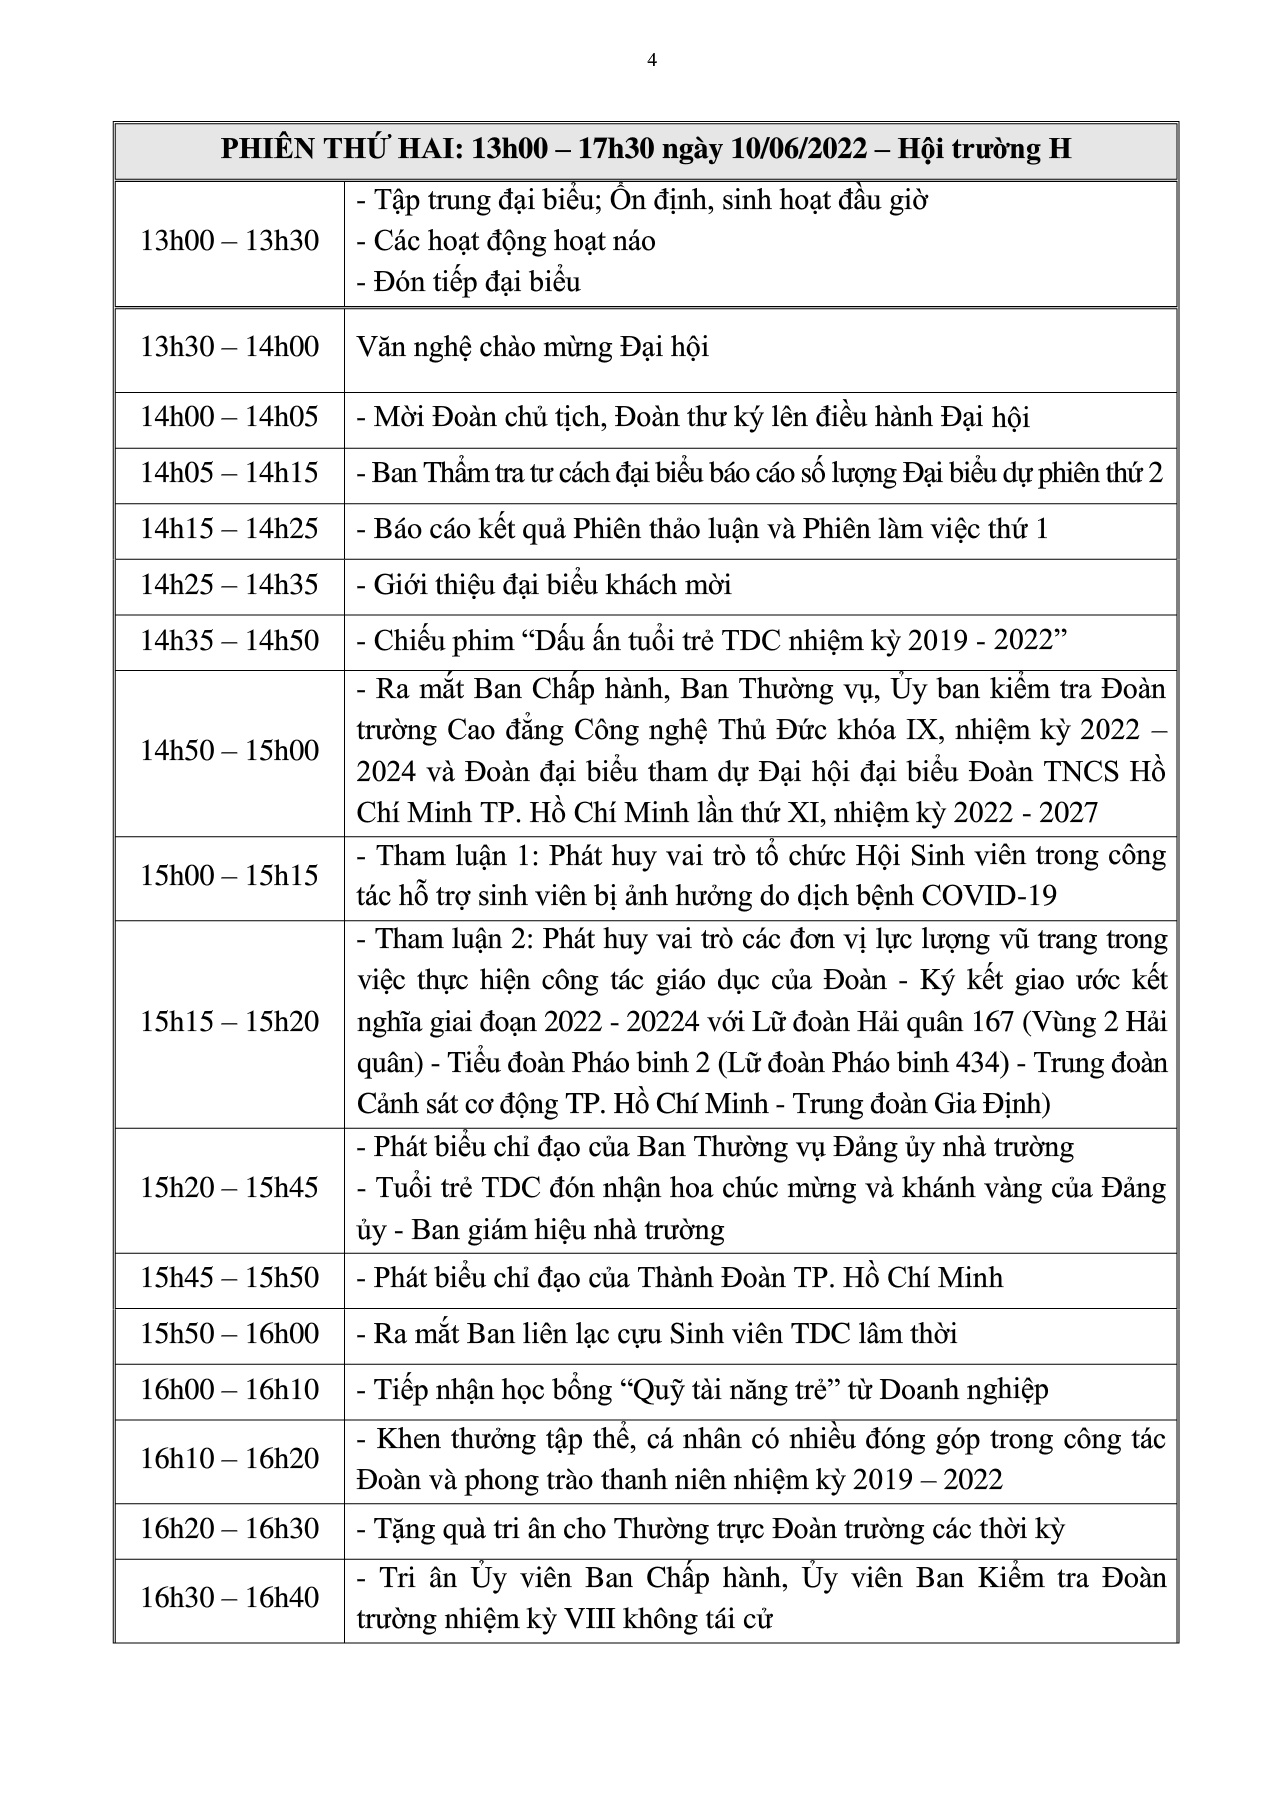 4
PHIÊN THỨ HAI: 13h00 – 17h30 ngày 10/06/2022 – Hội trường H
13h00 – 13h30
- Tập trung đại biểu; Ổn định, sinh hoạt đầu giờ
- Các hoạt động hoạt náo
- Đón tiếp đại biểu
13h30 – 14h00
Văn nghệ chào mừng Đại hội
14h00 – 14h05
- Mời Đoàn chủ tịch, Đoàn thư ký lên điều hành Đại hội
14h05 – 14h15
- Ban Thẩm tra tư cách đại biểu báo cáo số lượng Đại biểu dự phiên thứ 2
14h15 – 14h25
- Báo cáo kết quả Phiên thảo luận và Phiên làm việc thứ 1
14h25 – 14h35
- Giới thiệu đại biểu khách mời
14h35 – 14h50
- Chiếu phim “Dấu ấn tuổi trẻ TDC nhiệm kỳ 2019 - 2022”
14h50 – 15h00
- Ra mắt Ban Chấp hành, Ban Thường vụ, Ủy ban kiểm tra Đoàn
trường Cao đẳng Công nghệ Thủ Đức khóa IX, nhiệm kỳ 2022 –
2024 và Đoàn đại biểu tham dự Đại hội đại biểu Đoàn TNCS Hồ
Chí Minh TP. Hồ Chí Minh lần thứ XI, nhiệm kỳ 2022 - 2027
15h00 – 15h15
- Tham luận 1: Phát huy vai trò tổ chức Hội Sinh viên trong công
tác hỗ trợ sinh viên bị ảnh hưởng do dịch bệnh COVID-19
15h15 – 15h20
- Tham luận 2: Phát huy vai trò các đơn vị lực lượng vũ trang trong
việc thực hiện công tác giáo dục của Đoàn - Ký kết giao ước kết
nghĩa giai đoạn 2022 - 20224 với Lữ đoàn Hải quân 167 (Vùng 2 Hải
quân) - Tiểu đoàn Pháo binh 2 (Lữ đoàn Pháo binh 434) - Trung đoàn
Cảnh sát cơ động TP. Hồ Chí Minh - Trung đoàn Gia Định)
15h20 – 15h45
- Phát biểu chỉ đạo của Ban Thường vụ Đảng ủy nhà trường
- Tuổi trẻ TDC đón nhận hoa chúc mừng và khánh vàng của Đảng
ủy - Ban giám hiệu nhà trường
15h45 – 15h50
- Phát biểu chỉ đạo của Thành Đoàn TP. Hồ Chí Minh
15h50 – 16h00
- Ra mắt Ban liên lạc cựu Sinh viên TDC lâm thời
16h00 – 16h10
- Tiếp nhận học bổng “Quỹ tài năng trẻ” từ Doanh nghiệp
16h10 – 16h20
- Khen thưởng tập thể, cá nhân có nhiều đóng góp trong công tác
Đoàn và phong trào thanh niên nhiệm kỳ 2019 – 2022
16h20 – 16h30
- Tặng quà tri ân cho Thường trực Đoàn trường các thời kỳ
16h30 – 16h40
- Tri ân Ủy viên Ban Chấp hành, Ủy viên Ban Kiểm tra Đoàn
trường nhiệm kỳ VIII không tái cử